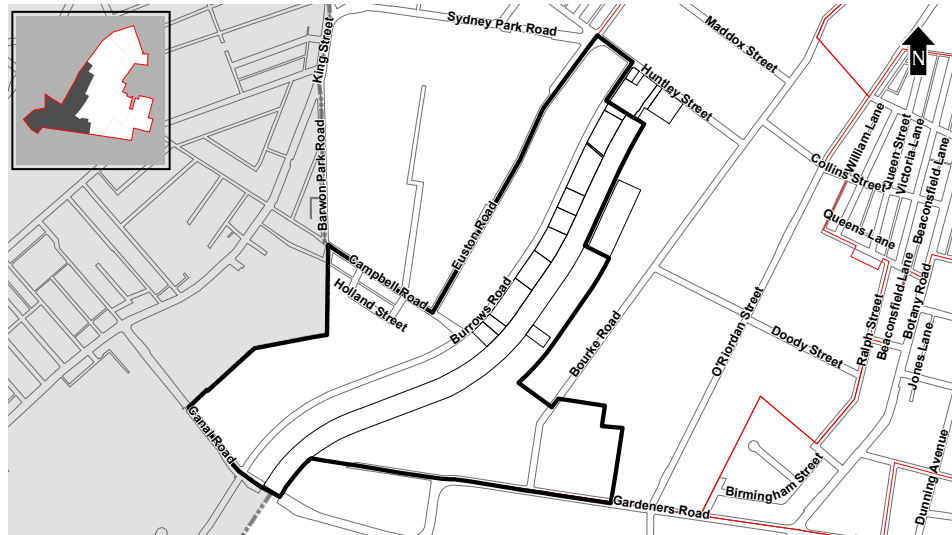 Sydney Park Road
Maddox Street
King Street
N
Huntley Street
William Lane
Queen Street
Victoria Lane
Collins Street
Barwon Park Road
Beaconsfield Lane
Queens Lane
Euston Road
Campbell Road
Holland Street
Burrows Road
Bourke Road
O'Riordan Street
Doody Street
Ralph Street
Beaconsfield Lane
Botany Road
Jones Lane
Canal Road
Birmingham Street
Gardeners Road
Dunning Avenue